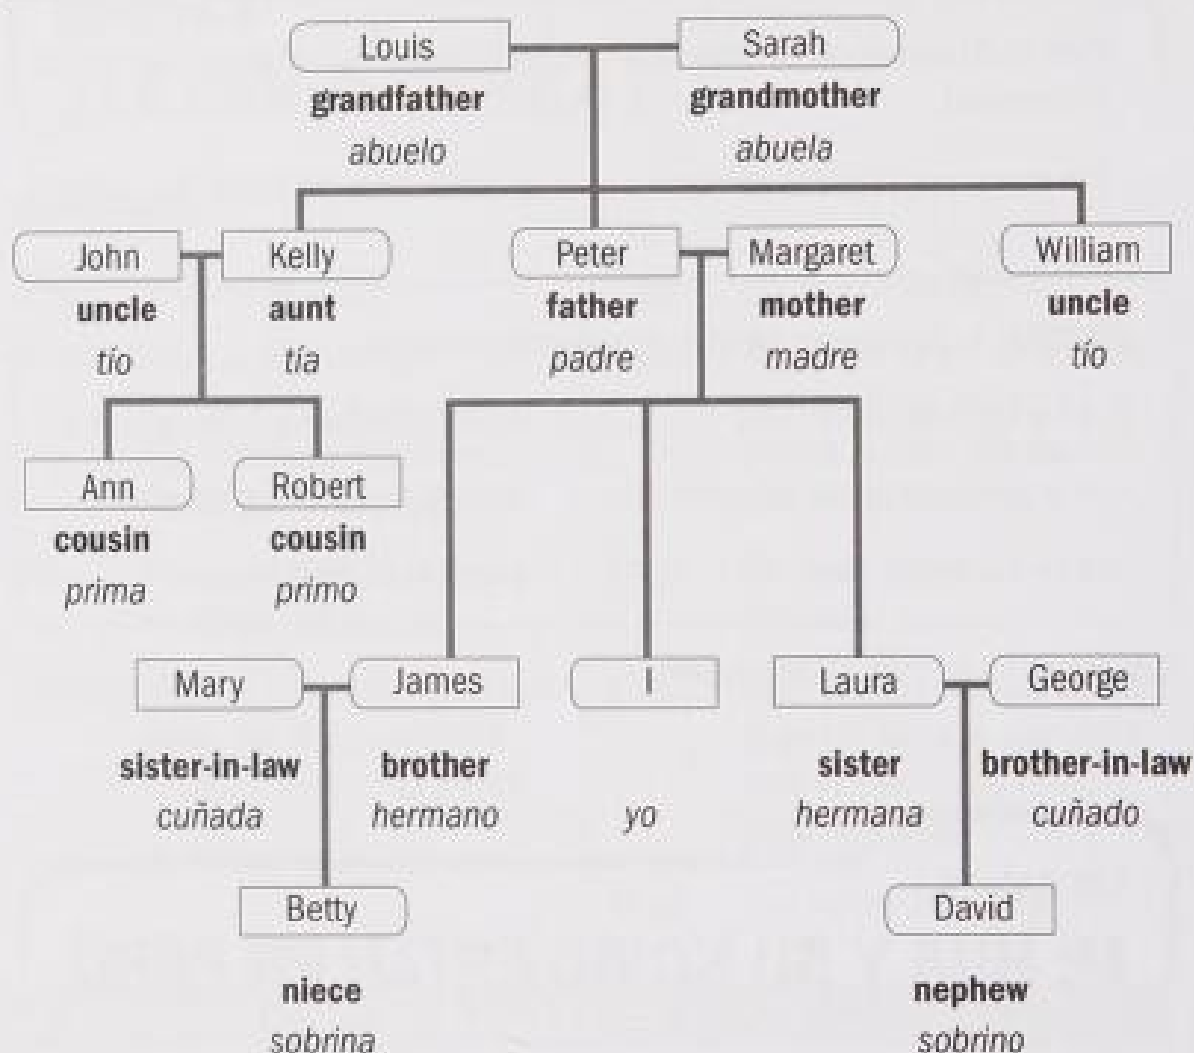 Louis Sarah
grandfather grandmother
abuelo abuela
John Kelly Peter Margaret William
uncle aunt father mother uncle
tío tía padre madre tío
Ann Robert
cousin cousin
prima primo
Mary James I Laura George
sister-in-law brother sister brother-in-law
cuñada hermano yo hermana cuñado
Betty David
niece nephew
sobrina sobrino